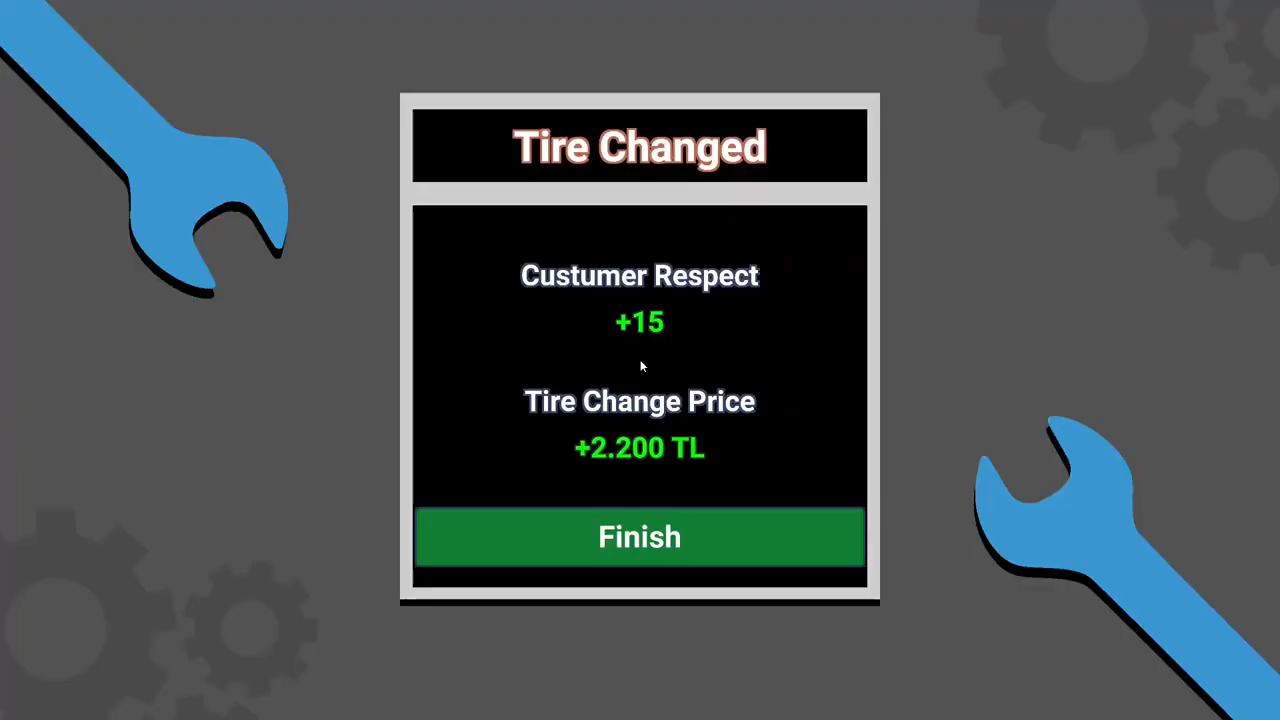 Tire Changed
Custumer Respect
+15
Tire Change Price
+2.200 TL
Finish